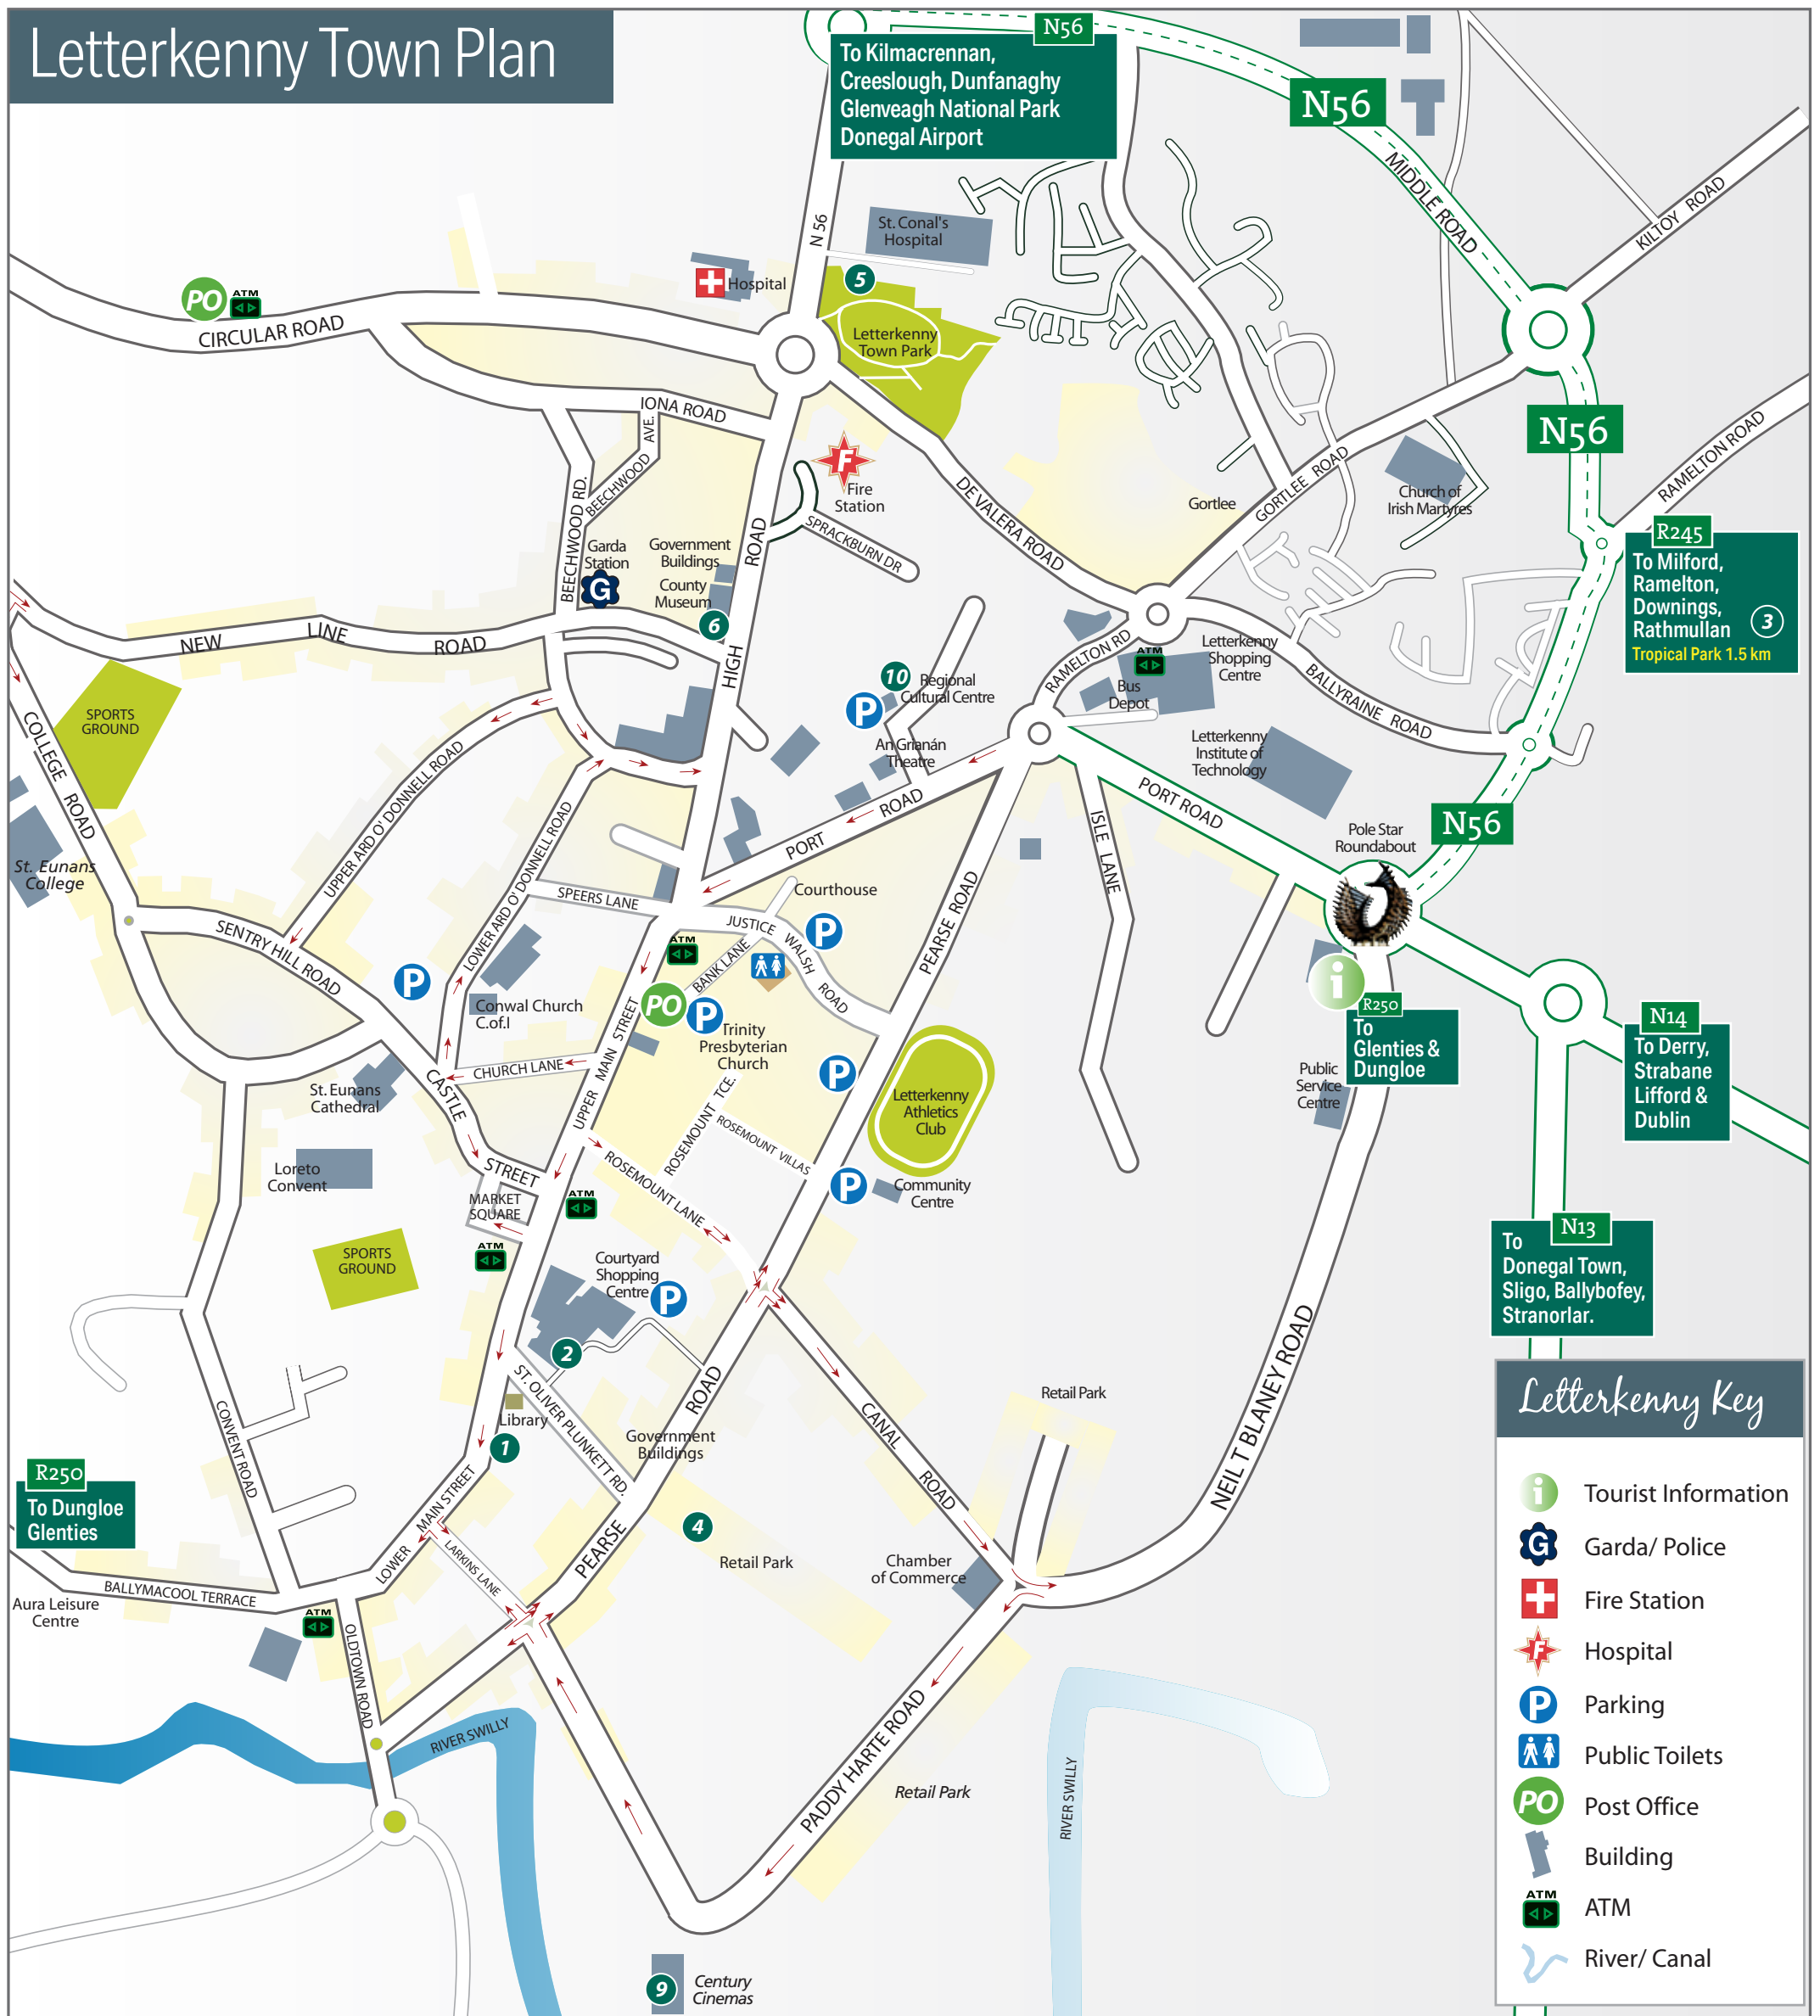 Letterkenny Town Plan
N56
To Kilmacrennan,
Creeslough, Dunfanaghy
Glenveagh National Park
Donegal Airport
N56
MIDDLE ROAD
KILTOY ROAD
N 56
St. Conal's
Hospital
Hospital
5
Letterkenny
Town Park
PO
ATM
CIRCULAR ROAD
IONA ROAD
BEECHWOOD
AVE.
BEECHWOOD RD.
F
Fire
Station
SPRACKBURN DR
DE VALERA ROAD
Gortlee
GORTLEE ROAD
Church of
Irish Martyres
N56
RAMELTON ROAD
R245
To Milford,
Ramelton,
Downings,
Rathmullan
3
Tropical Park 1.5 km
Garda
Station
G
Government
Buildings
County
Museum
6
HIGH ROAD
NEW LINE ROAD
SPORTS
GROUND
COLLEGE ROAD
St. Eunans
College
UPPER ARD O' DONNELL ROAD
LOWER ARD O' DONNELL ROAD
10
Regional
Cultural Centre
P
An Grianán
Theatre
RAMELTON RD
ATM
Bus
Depot
Letterkenny
Shopping
Centre
BALLYRAINE ROAD
Letterkenny
Institute of
Technology
PORT ROAD
PORT ROAD
ISLE LANE
N56
Pole Star
Roundabout
i
R250
To
Glenties &
Dungloe
N14
To Derry,
Strabane
Lifford &
Dublin
N13
To
Donegal Town,
Sligo, Ballybofey,
Stranorlar.
Public
Service
Centre
SPEERS LANE
Courthouse
JUSTICE WALSH ROAD
P
ATM
BANK LANE
PO
P
Trinity
Presbyterian
Church
PEARSE ROAD
SENTRY HILL ROAD
P
Conwal Church
C.of.I
UPPER MAIN STREET
CHURCH LANE
St. Eunans
Cathedral
CASTLE STREET
Loreto
Convent
MARKET
SQUARE
ATM
ATM
ROSEMOUNT TCE.
ROSEMOUNT VILLAS
ROSEMOUNT LANE
P
Letterkenny
Athletics
Club
P
Community
Centre
SPORTS
GROUND
Courtyard
Shopping
Centre
P
2
ST. OLIVER PLUNKETT RD.
Library
1
Government
Buildings
PEARSE ROAD
CANAL ROAD
Retail Park
NEIL T BLANEY ROAD
CONVENT ROAD
R250
To Dungloe
Glenties
LOWER MAIN STREET
LARKINS LANE
4
Retail Park
Chamber
of Commerce
BALLYMACOOL TERRACE
Aura Leisure
Centre
ATM
OLDTOWN ROAD
RIVER SWILLY
PADDY HARTE ROAD
Retail Park
RIVER SWILLY
9
Century
Cinemas
Letterkenny Key
i
Tourist Information
G
Garda/ Police
Fire Station
F
Hospital
P
Parking
Public Toilets
PO
Post Office
Building
ATM
ATM
River/ Canal